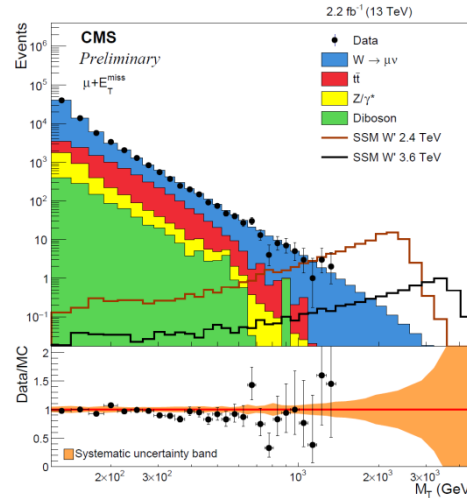 2.2 fb⁻¹ (13 TeV)
Events
CMS
Preliminary
μ+E_T^miss
Data
W → μν
tt̄
Z/γ*
Diboson
SSM W' 2.4 TeV
SSM W' 3.6 TeV
10⁶
10⁵
10⁴
10³
10²
10
1
10⁻¹
Data/MC
2
1.5
1
0.5
0
Systematic uncertainty band
2×10² 3×10² 10³ 2×10³ 3×10³
M_T (GeV)